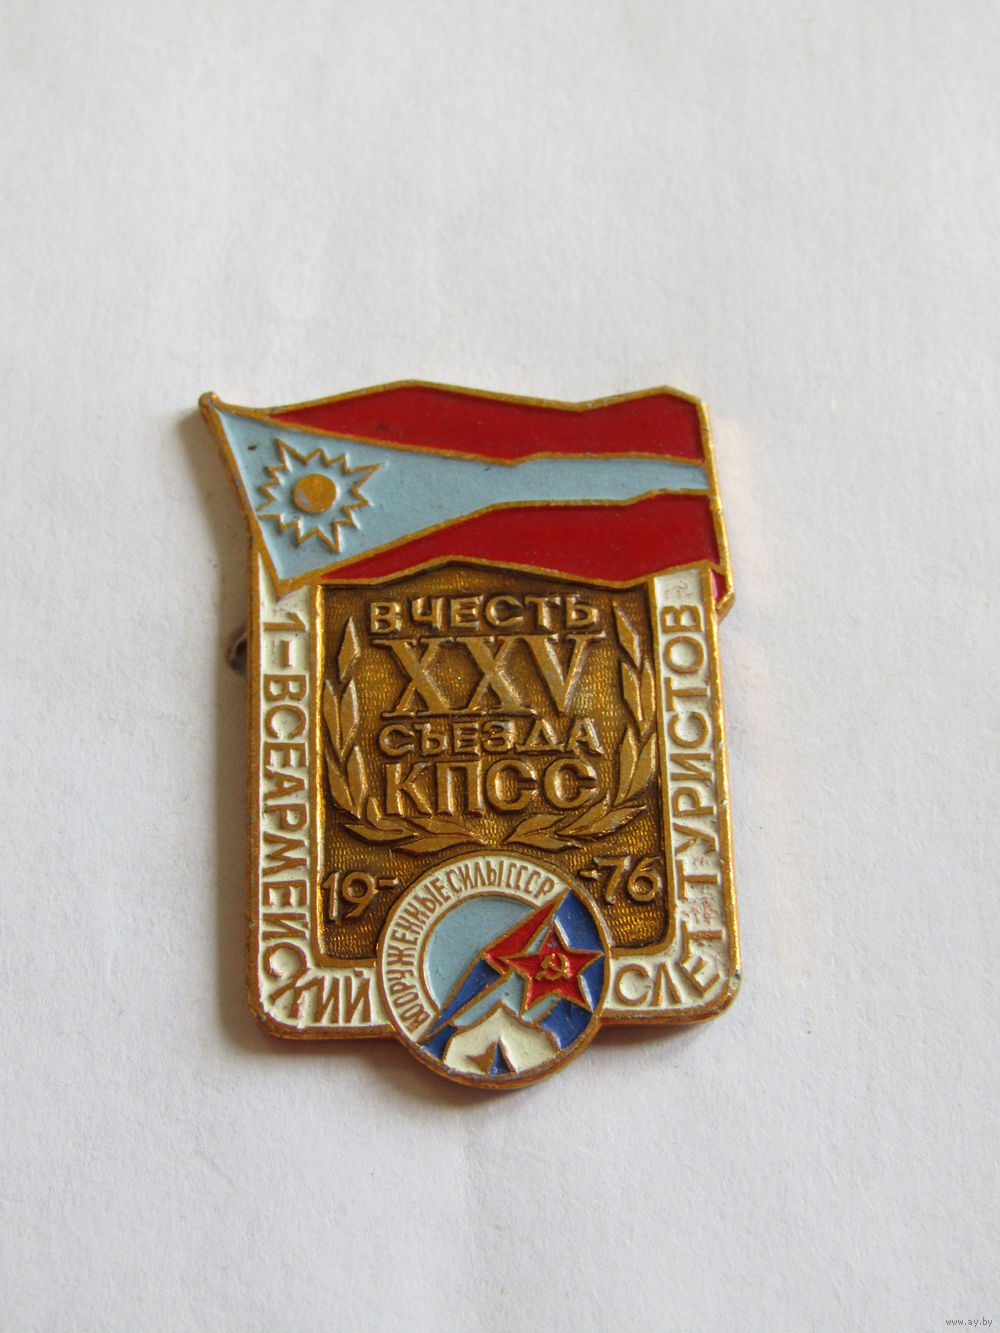 В ЧЕСТЬ
XXV
СЪЕЗДА
КПСС
19- -76
1-ВСЕАРМЕЙСКИЙ
СЛЕТ ТУРИСТОВ
ВООРУЖЕННЫЕ СИЛЫ СССР
www.ay.by